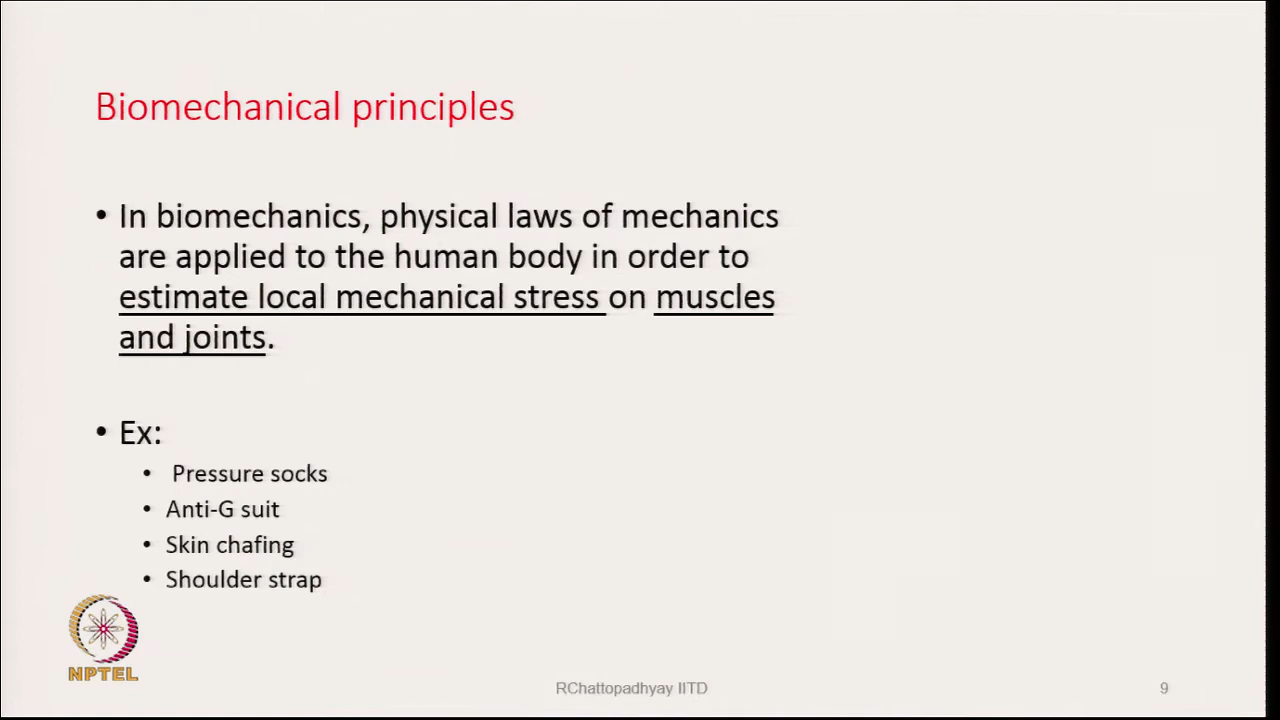 Biomechanical principles
• In biomechanics, physical laws of mechanics
are applied to the human body in order to
estimate local mechanical stress on muscles
and joints.
• Ex:
• Pressure socks
• Anti-G suit
• Skin chafing
• Shoulder strap
NPTEL
RChattopadhyay IITD
9